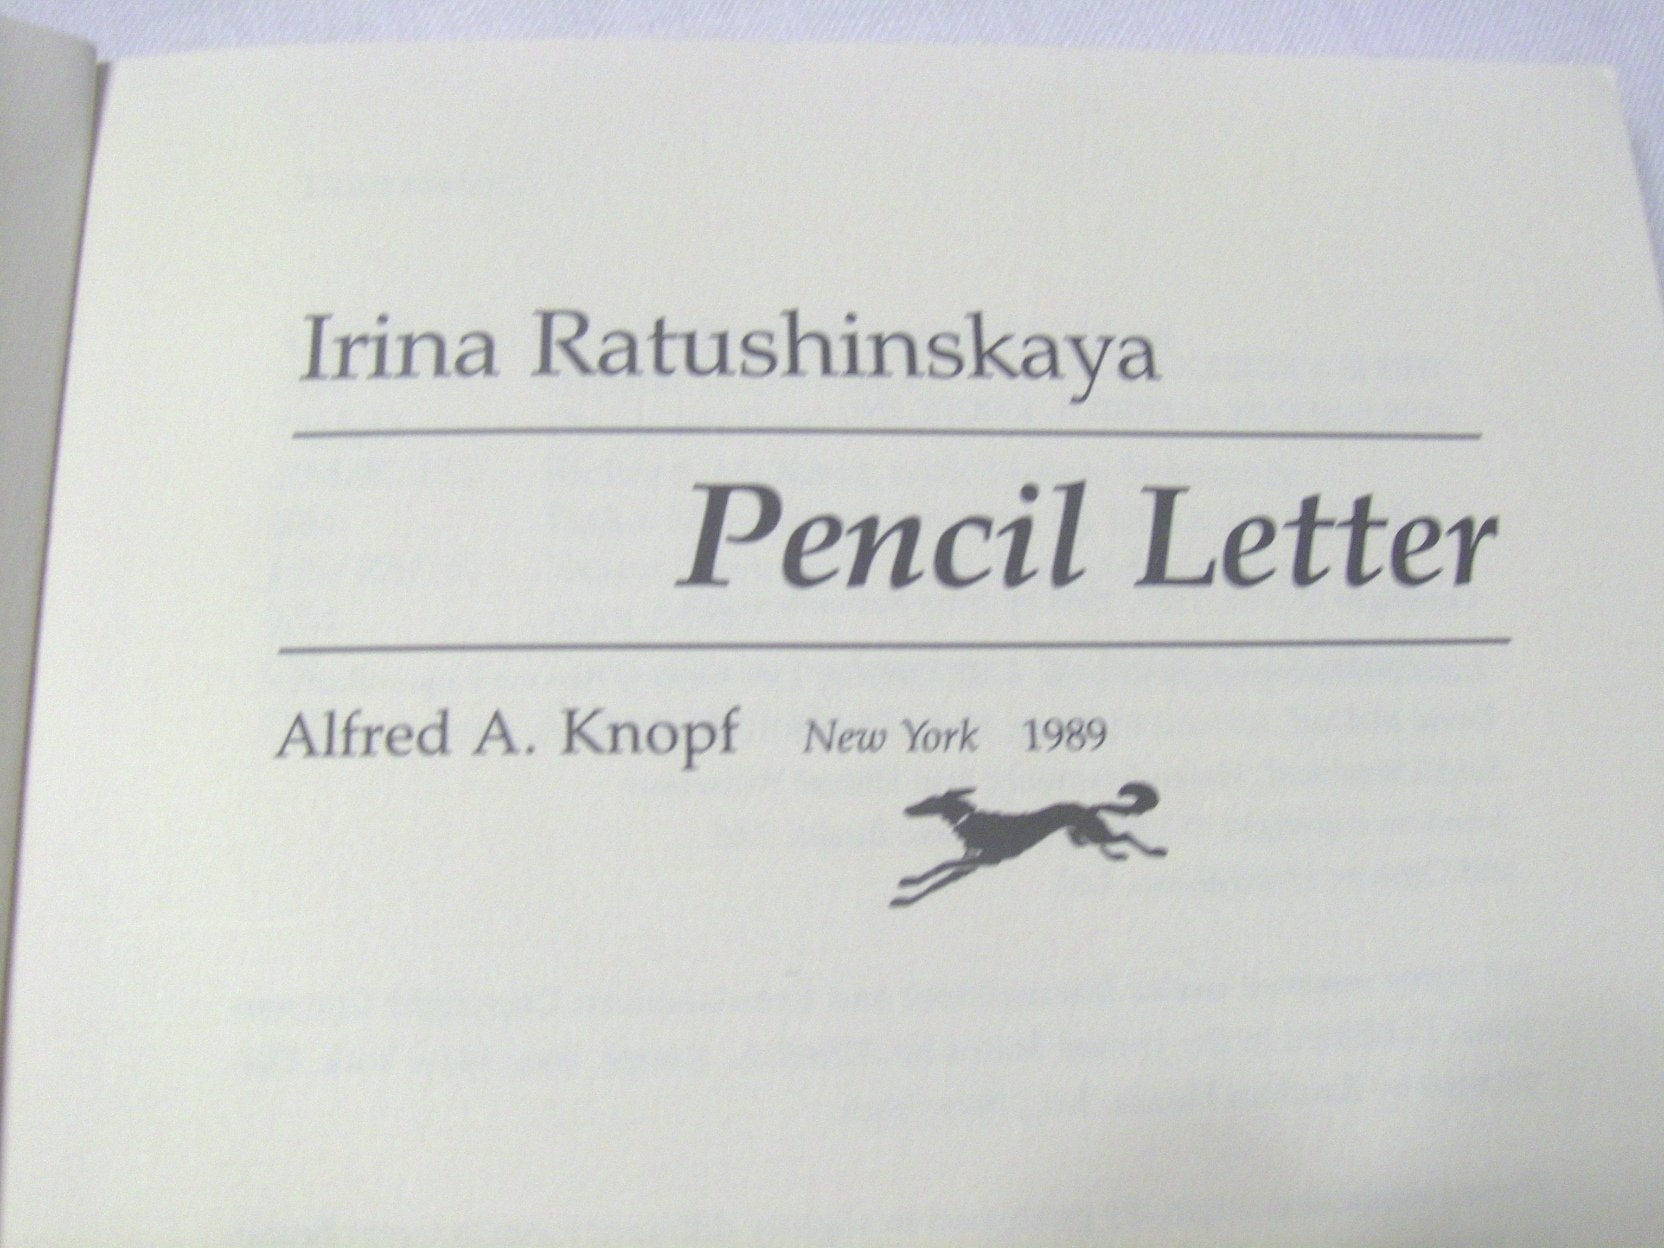 Irina Ratushinskaya
Pencil Letter
Alfred A. Knopf New York 1989